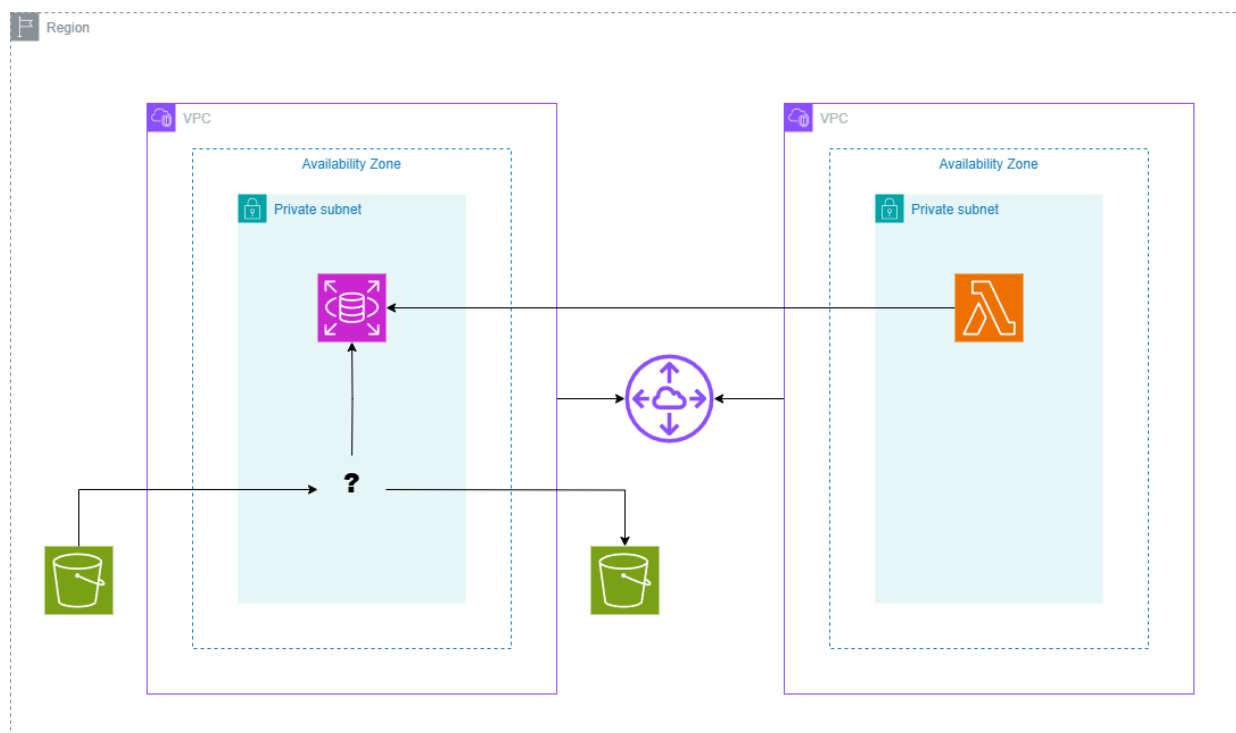 Region
VPC
VPC
Availability Zone
Availability Zone
Private subnet
Private subnet
?